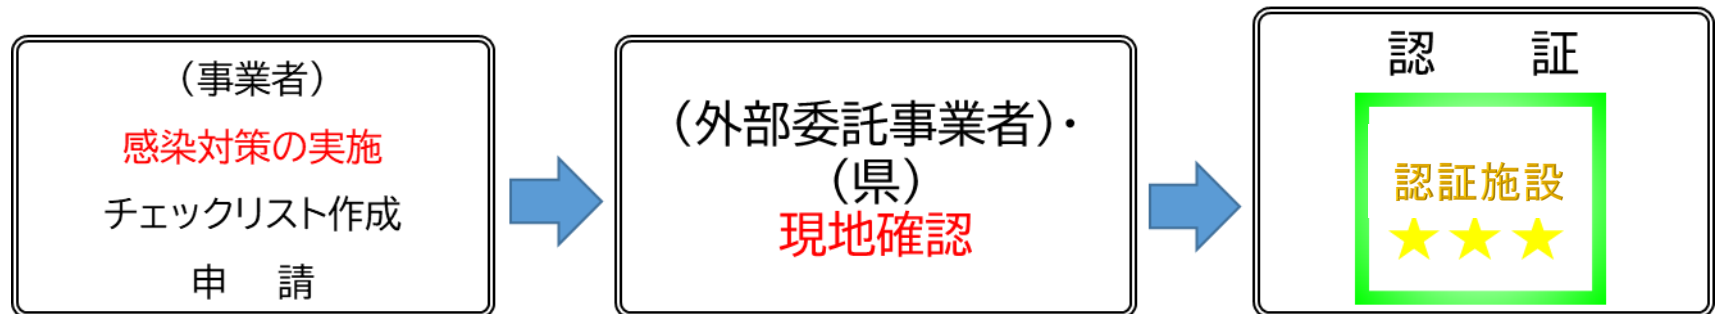 （事業者）
感染対策の実施
チェックリスト作成
申　請
（外部委託事業者）・
（県）
現地確認
認　証
認証施設
★★★